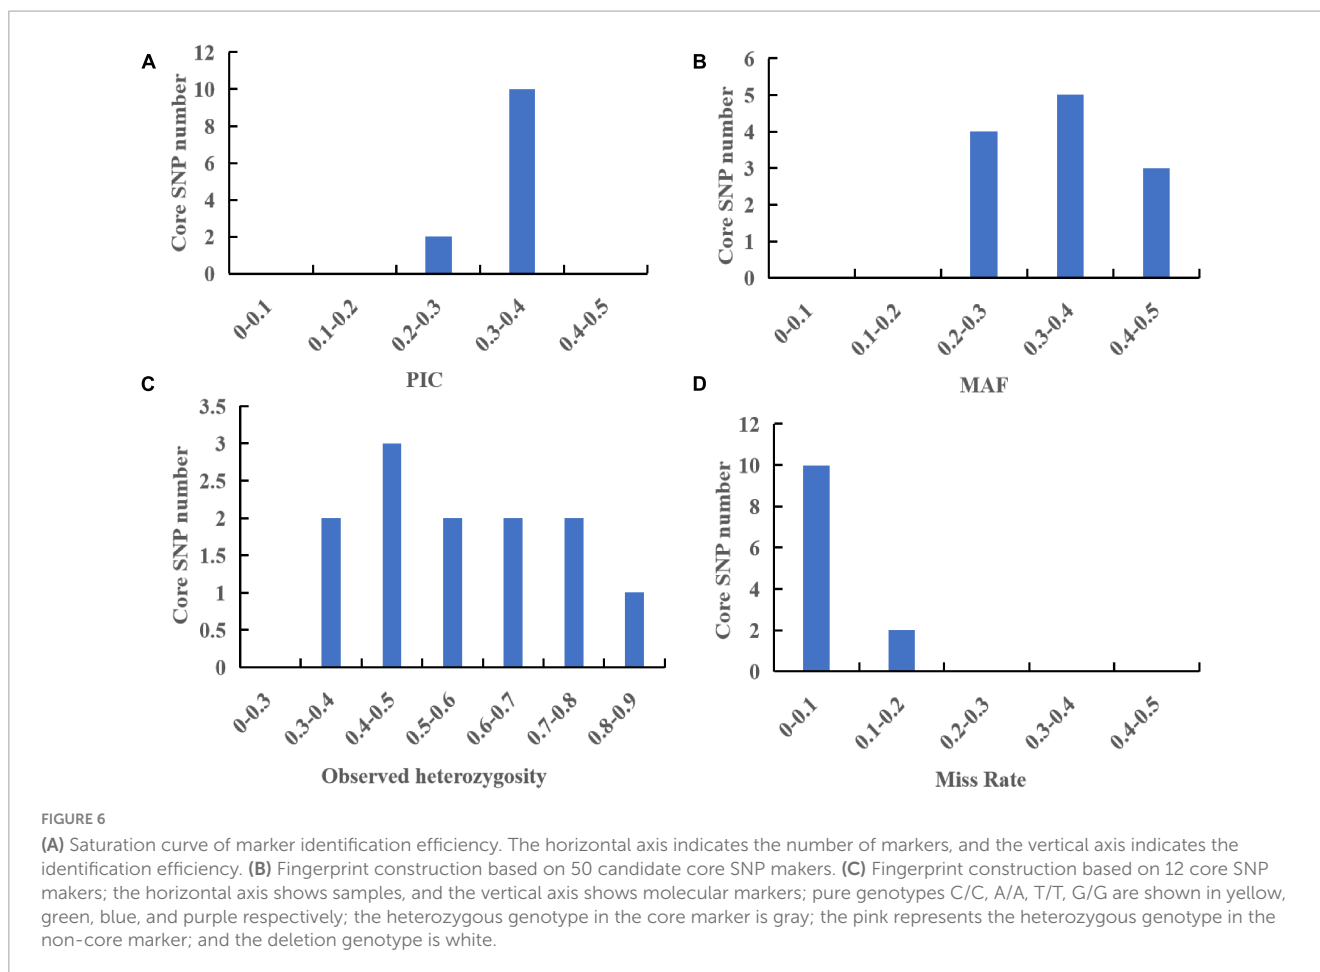 A
Core SNP number
12
10
8
6
4
2
0
0-0.1
0.1-0.2
0.2-0.3
0.3-0.4
0.4-0.5
PIC
B
Core SNP number
6
5
4
3
2
1
0
0-0.1
0.1-0.2
0.2-0.3
0.3-0.4
0.4-0.5
MAF
C
Core SNP number
3.5
3
2.5
2
1.5
1
0.5
0
0-0.3
0.3-0.4
0.4-0.5
0.5-0.6
0.6-0.7
0.7-0.8
0.8-0.9
Observed heterozygosity
D
Core SNP number
12
10
8
6
4
2
0
0-0.1
0.1-0.2
0.2-0.3
0.3-0.4
0.4-0.5
Miss Rate
FIGURE 6
(A) Saturation curve of marker identification efficiency. The horizontal axis indicates the number of markers, and the vertical axis indicates the
identification efficiency. (B) Fingerprint construction based on 50 candidate core SNP makers. (C) Fingerprint construction based on 12 core SNP
makers; the horizontal axis shows samples, and the vertical axis shows molecular markers; pure genotypes C/C, A/A, T/T, G/G are shown in yellow,
green, blue, and purple respectively; the heterozygous genotype in the core marker is gray; the pink represents the heterozygous genotype in the
non-core marker; and the deletion genotype is white.